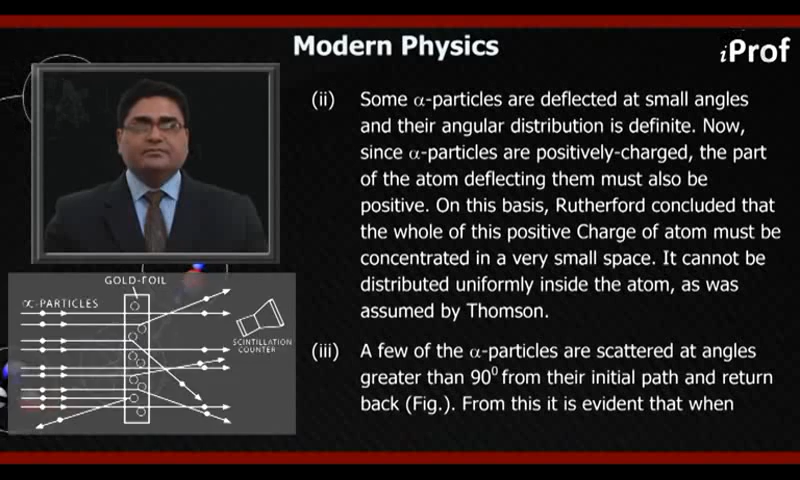 Modern Physics
iProf
(ii) Some α-particles are deflected at small angles
and their angular distribution is definite. Now,
since α-particles are positively-charged, the part
of the atom deflecting them must also be
positive. On this basis, Rutherford concluded that
the whole of this positive Charge of atom must be
concentrated in a very small space. It cannot be
distributed uniformly inside the atom, as was
assumed by Thomson.
(iii) A few of the α-particles are scattered at angles
greater than 90⁰ from their initial path and return
back (Fig.). From this it is evident that when
GOLD-FOIL
α-PARTICLES
SCINTILLATION
COUNTER